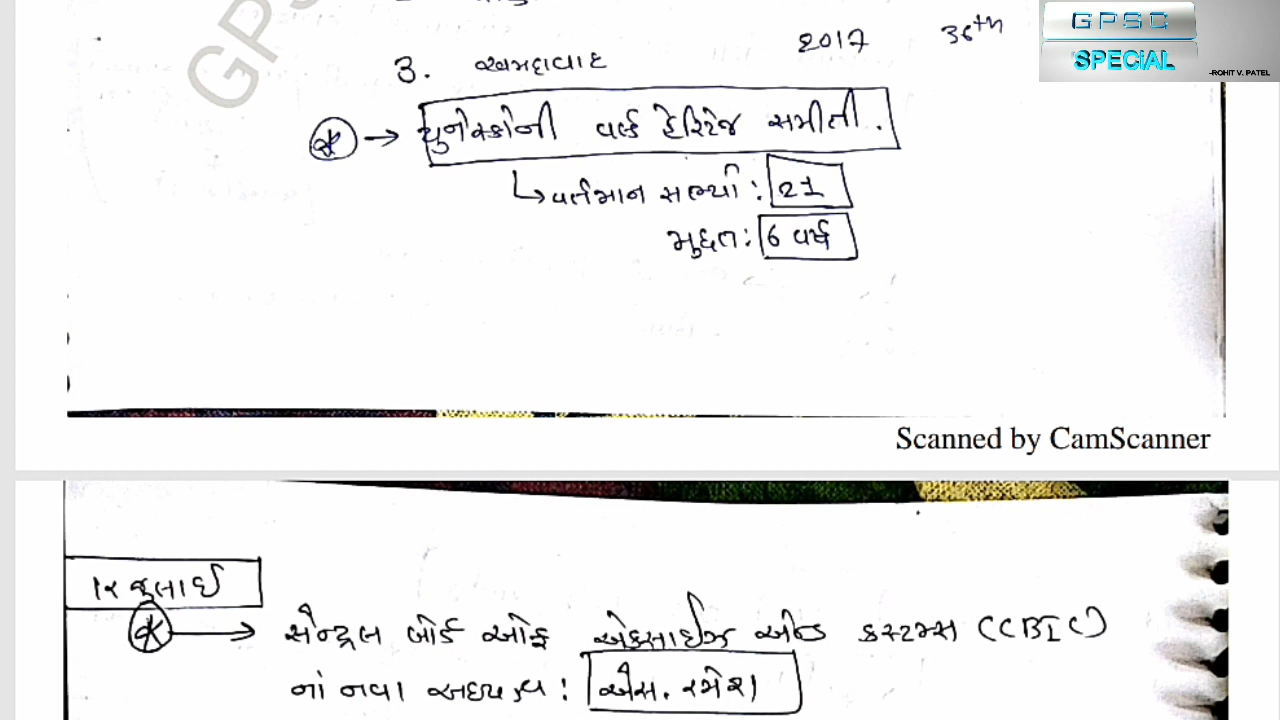 GPSC
SPECIAL
-ROHIT V. PATEL
GPS
3. અમદાવાદ 2017 36th
→ યુનેસ્કોની વર્લ્ડ હેરિટેજ સમીતી.
↳ વર્તમાન સભ્યો : 21
મુદ્દત : 6 વર્ષ
Scanned by CamScanner
જુલાઈ
→ સેન્ટ્રલ બોર્ડ ઓફ એક્સાઈઝ એન્ડ કસ્ટમ્સ (CBIC)
નાં નવા અધ્યક્ષ : એસ. રમેશ